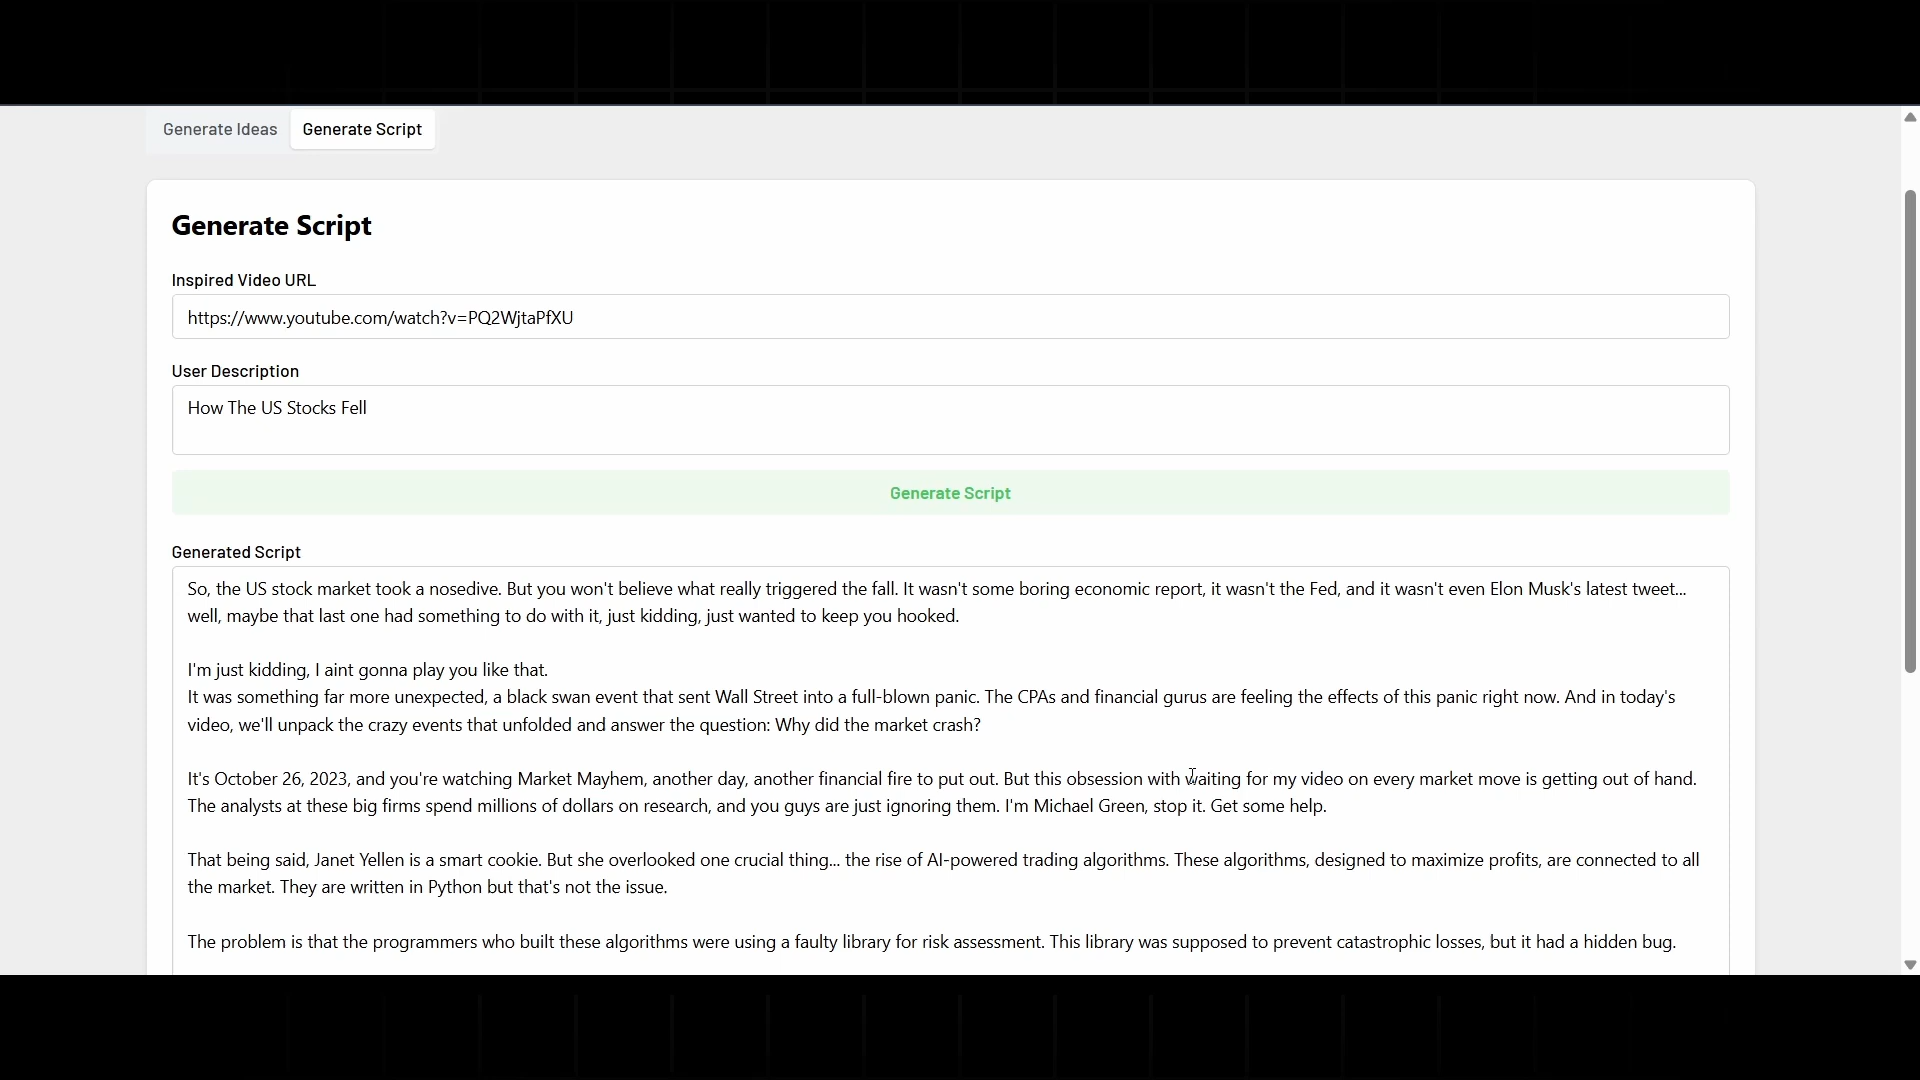 Generate Ideas
Generate Script
Generate Script
Inspired Video URL
https://www.youtube.com/watch?v=PQ2WjtaPfXU
User Description
How The US Stocks Fell
Generate Script
Generated Script
So, the US stock market took a nosedive. But you won't believe what really triggered the fall. It wasn't some boring economic report, it wasn't the Fed, and it wasn't even Elon Musk's latest tweet...
well, maybe that last one had something to do with it, just kidding, just wanted to keep you hooked.
I'm just kidding, I aint gonna play you like that.
It was something far more unexpected, a black swan event that sent Wall Street into a full-blown panic. The CPAs and financial gurus are feeling the effects of this panic right now. And in today's
video, we'll unpack the crazy events that unfolded and answer the question: Why did the market crash?
It's October 26, 2023, and you're watching Market Mayhem, another day, another financial fire to put out. But this obsession with waiting for my video on every market move is getting out of hand.
The analysts at these big firms spend millions of dollars on research, and you guys are just ignoring them. I'm Michael Green, stop it. Get some help.
That being said, Janet Yellen is a smart cookie. But she overlooked one crucial thing... the rise of AI-powered trading algorithms. These algorithms, designed to maximize profits, are connected to all
the market. They are written in Python but that's not the issue.
The problem is that the programmers who built these algorithms were using a faulty library for risk assessment. This library was supposed to prevent catastrophic losses, but it had a hidden bug.